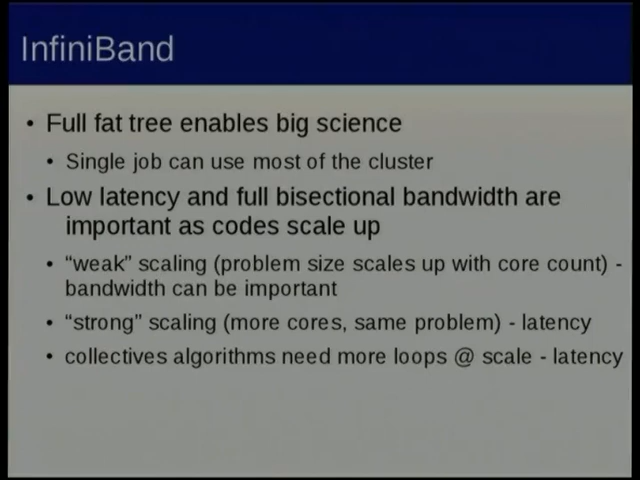 InfiniBand
• Full fat tree enables big science
• Single job can use most of the cluster
• Low latency and full bisectional bandwidth are
important as codes scale up
• “weak” scaling (problem size scales up with core count) -
bandwidth can be important
• “strong” scaling (more cores, same problem) - latency
• collectives algorithms need more loops @ scale - latency